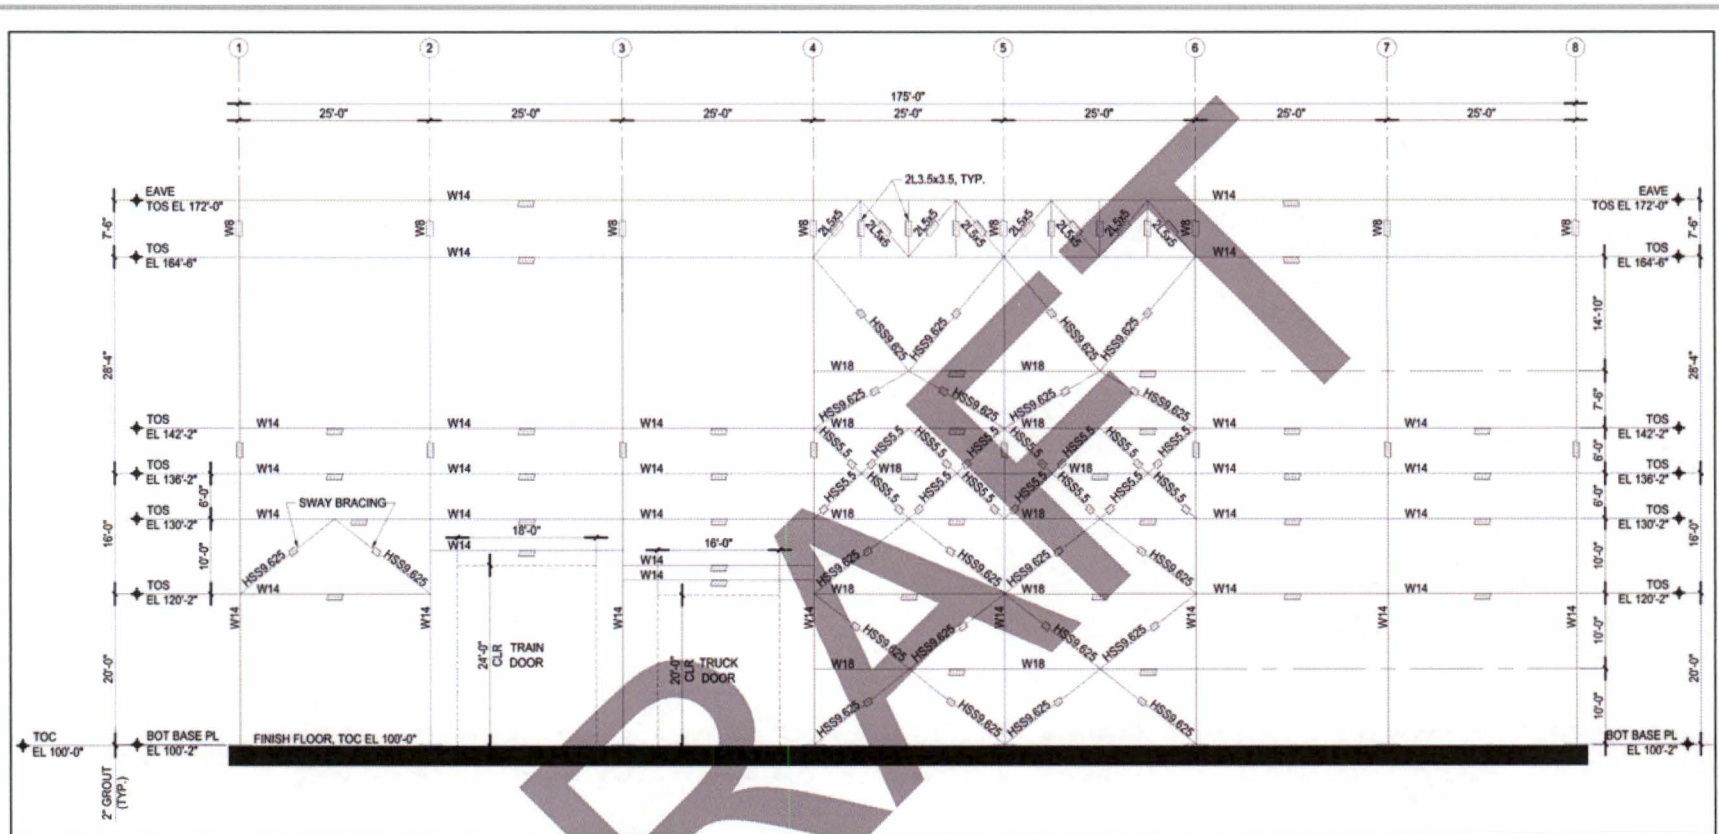 1 2 3 4 5 6 7 8
175'-0"
25'-0" 25'-0" 25'-0" 25'-0" 25'-0" 25'-0" 25'-0"
2L3.5x3.5, TYP.
EAVE
TOS EL 172'-0"
W14 W14
EAVE
TOS EL 172'-0"
7'-6"
W8 W8 W8 W8 2L5x5 2L5x5 2L5x5 2L5x5 W8 2L5x5 2L5x5 2L5x5 2L5x5 W8 W8 W8
7'-6"
TOS
EL 164'-6"
W14 W14
TOS
EL 164'-6"
28'-4"
HSS9.625 HSS9.625 HSS9.625 HSS9.625
14'-10"
28'-4"
W18 W18
HSS9.625 HSS9.625 HSS9.625 HSS9.625
7'-6"
TOS
EL 142'-2"
W14 W14 W14 W18 W18 W14 W14
TOS
EL 142'-2"
HSS5.5 HSS5.5 HSS5.5 HSS5.5 HSS5.5 HSS5.5 HSS5.5 HSS5.5
6'-0"
TOS
EL 136'-2"
W14 W14 W14 W18 W18 W14 W14
TOS
EL 136'-2"
6'-0"
SWAY BRACING
HSS5.5 HSS5.5 HSS5.5 HSS5.5 HSS5.5 HSS5.5 HSS5.5 HSS5.5
6'-0"
TOS
EL 130'-2"
W14 W14 W14 W18 W18 W14 W14
TOS
EL 130'-2"
16'-0"
10'-0"
18'-0"
16'-0"
W14
W14
W14
HSS9.625 HSS9.625 HSS9.625 HSS9.625 HSS9.625 HSS9.625
10'-0"
16'-0"
TOS
EL 120'-2"
W14 W18 W18 W14 W14
TOS
EL 120'-2"
W14 W14 W14 W14 W14 W14 W14 W14
HSS9.625 HSS9.625 HSS9.625 HSS9.625
10'-0"
20'-0"
24'-0"
CLR
TRAIN
DOOR
20'-0"
CLR
TRUCK
DOOR
W18 W18
20'-0"
HSS9.625 HSS9.625 HSS9.625 HSS9.625
10'-0"
TOC
EL 100'-0"
BOT BASE PL
EL 100'-2"
FINISH FLOOR, TOC EL 100'-0"
BOT BASE PL
EL 100'-2"
2" GROUT
(TYP.)
RAFT